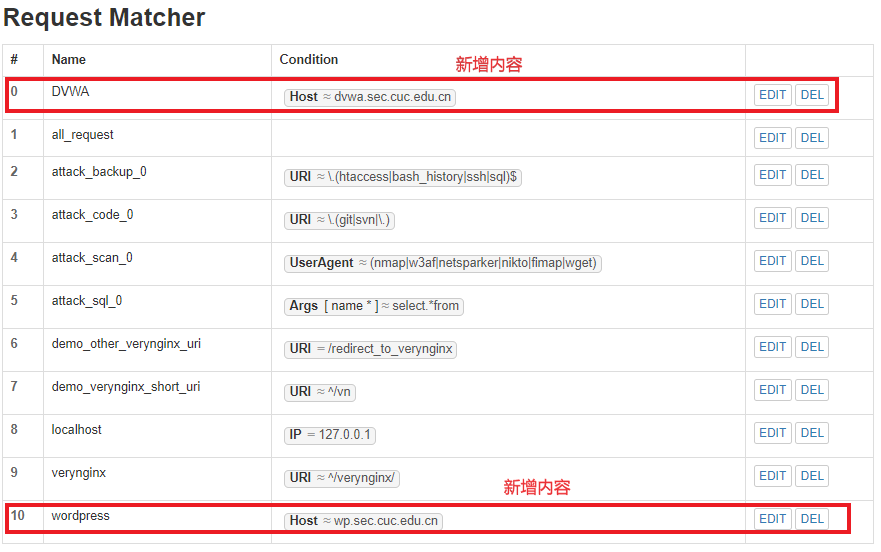 Request Matcher
# Name Condition
新增内容
0 DVWA Host ≈ dvwa.sec.cuc.edu.cn EDIT DEL
1 all_request EDIT DEL
2 attack_backup_0 URI ≈ \.(htaccess|bash_history|ssh|sql)$ EDIT DEL
3 attack_code_0 URI ≈ \.(git|svn|\.) EDIT DEL
4 attack_scan_0 UserAgent ≈ (nmap|w3af|netsparker|nikto|fimap|wget) EDIT DEL
5 attack_sql_0 Args [ name * ] ≈ select.*from EDIT DEL
6 demo_other_verynginx_uri URI = /redirect_to_verynginx EDIT DEL
7 demo_verynginx_short_uri URI ≈ ^/vn EDIT DEL
8 localhost IP = 127.0.0.1 EDIT DEL
9 verynginx URI ≈ ^/verynginx/ EDIT DEL
新增内容
10 wordpress Host ≈ wp.sec.cuc.edu.cn EDIT DEL